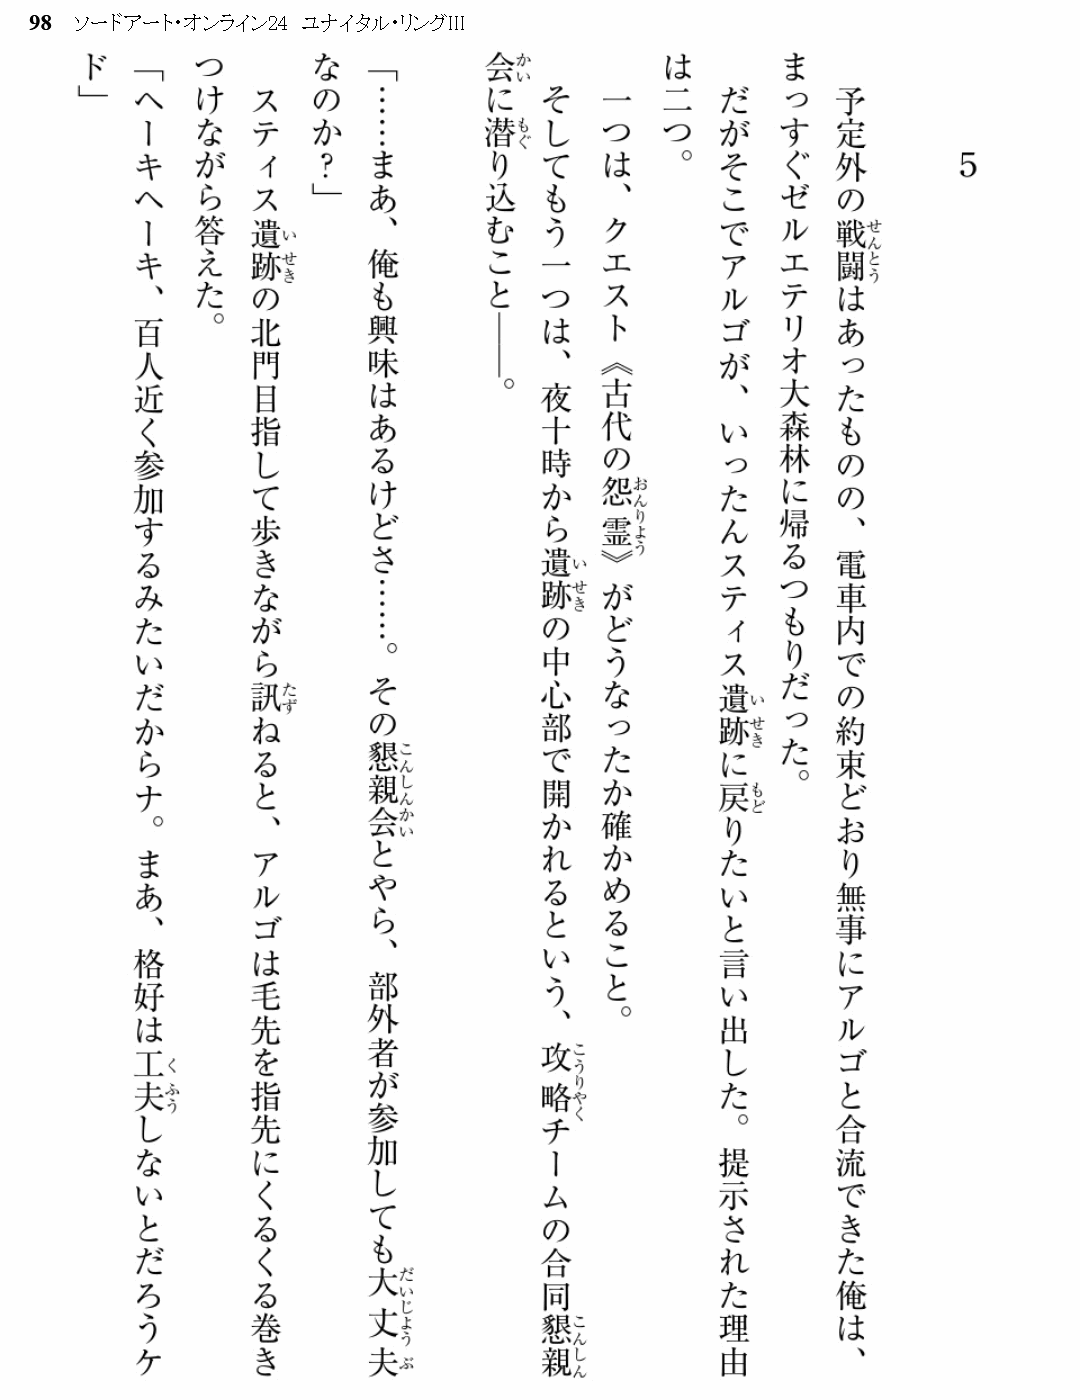 98 ソードアート・オンライン24 ユナイタル・リングIII
5
予定外の戦闘はあったものの、電車内での約束どおり無事にアルゴと合流できた俺は、
まっすぐゼルエテリオ大森林に帰るつもりだった。
だがそこでアルゴが、いったんスティス遺跡に戻りたいと言い出した。提示された理由
は二つ。
一つは、クエスト《古代の怨霊》がどうなったか確かめること。
そしてもう一つは、夜十時から遺跡の中心部で開かれるという、攻略チームの合同懇親
会に潜り込むこと――。
「……まあ、俺も興味はあるけどさ……。その懇親会とやら、部外者が参加しても大丈夫
なのか?」
スティス遺跡の北門目指して歩きながら訊ねると、アルゴは毛先を指先にくるくる巻き
つけながら答えた。
「ヘーキヘーキ、百人近く参加するみたいだからナ。まあ、格好は工夫しないとだろうケ
ド」